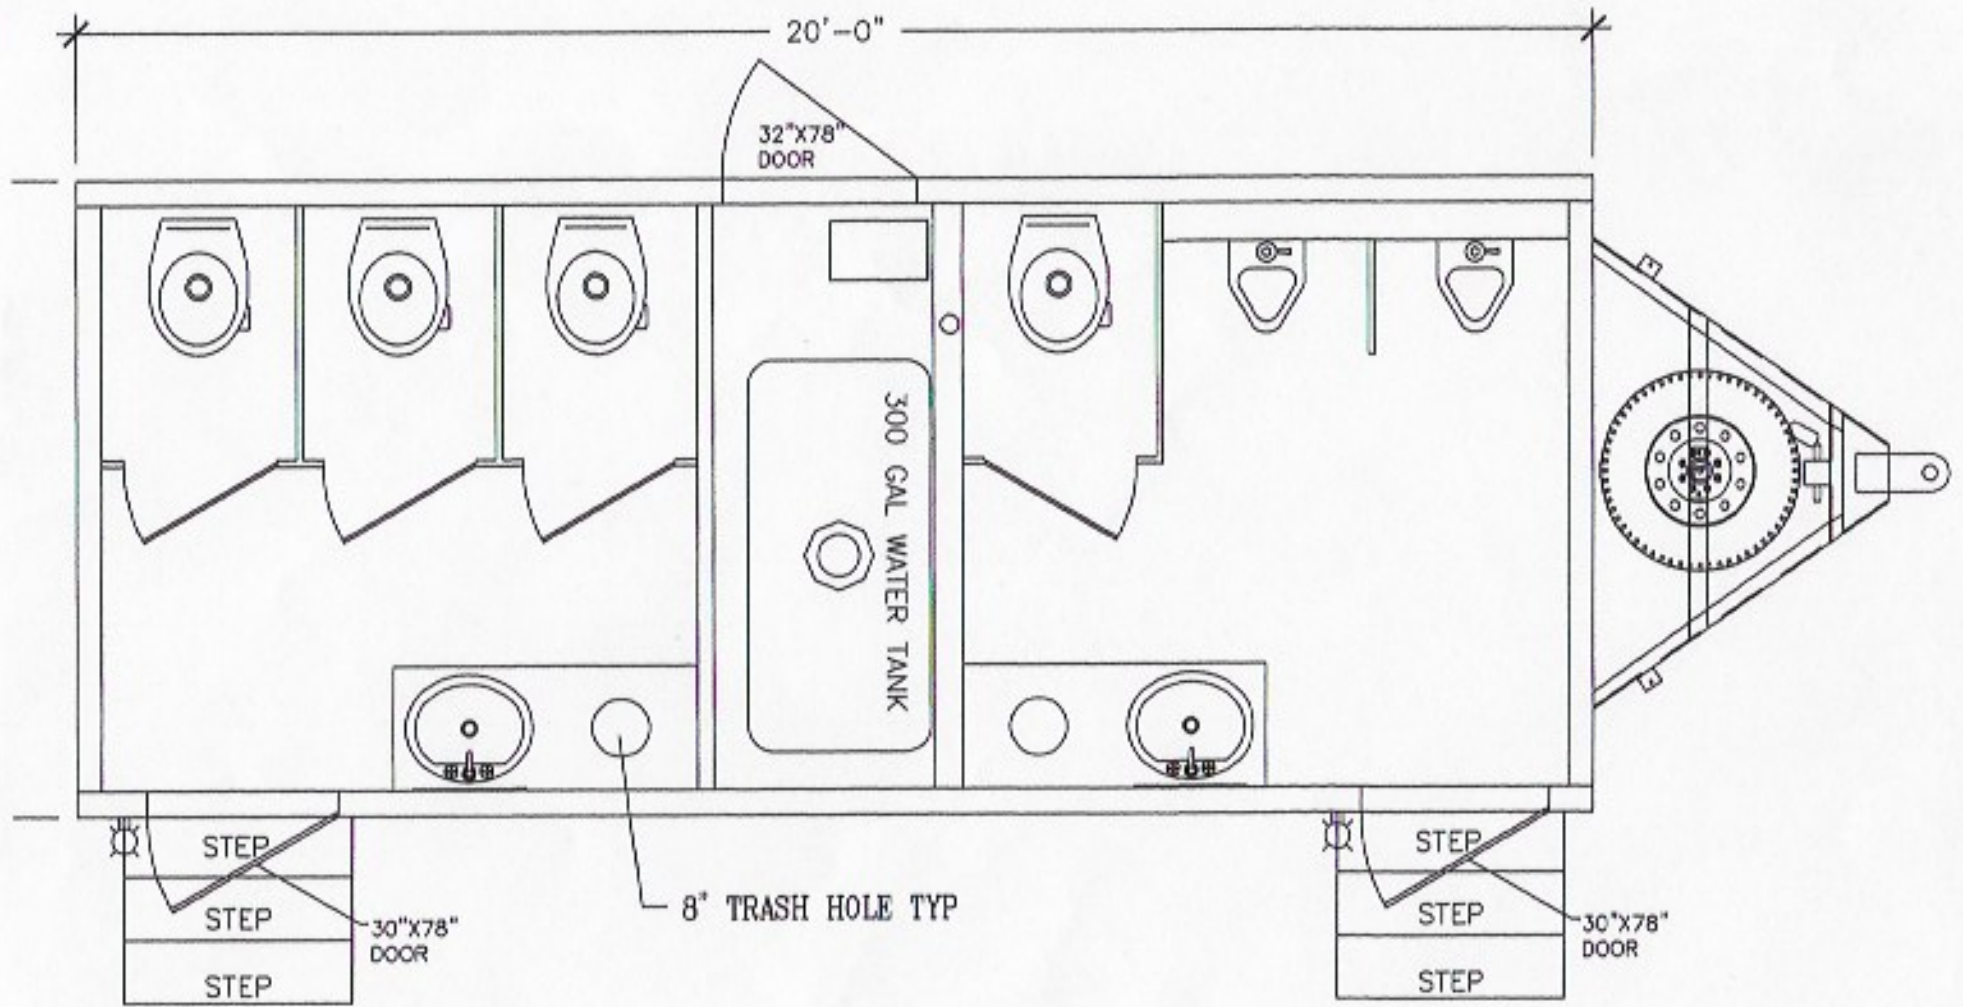 20'-0"
32"X78"
DOOR
300 GAL WATER TANK
STEP
STEP
STEP
30"X78"
DOOR
8" TRASH HOLE TYP
STEP
STEP
STEP
30"X78"
DOOR